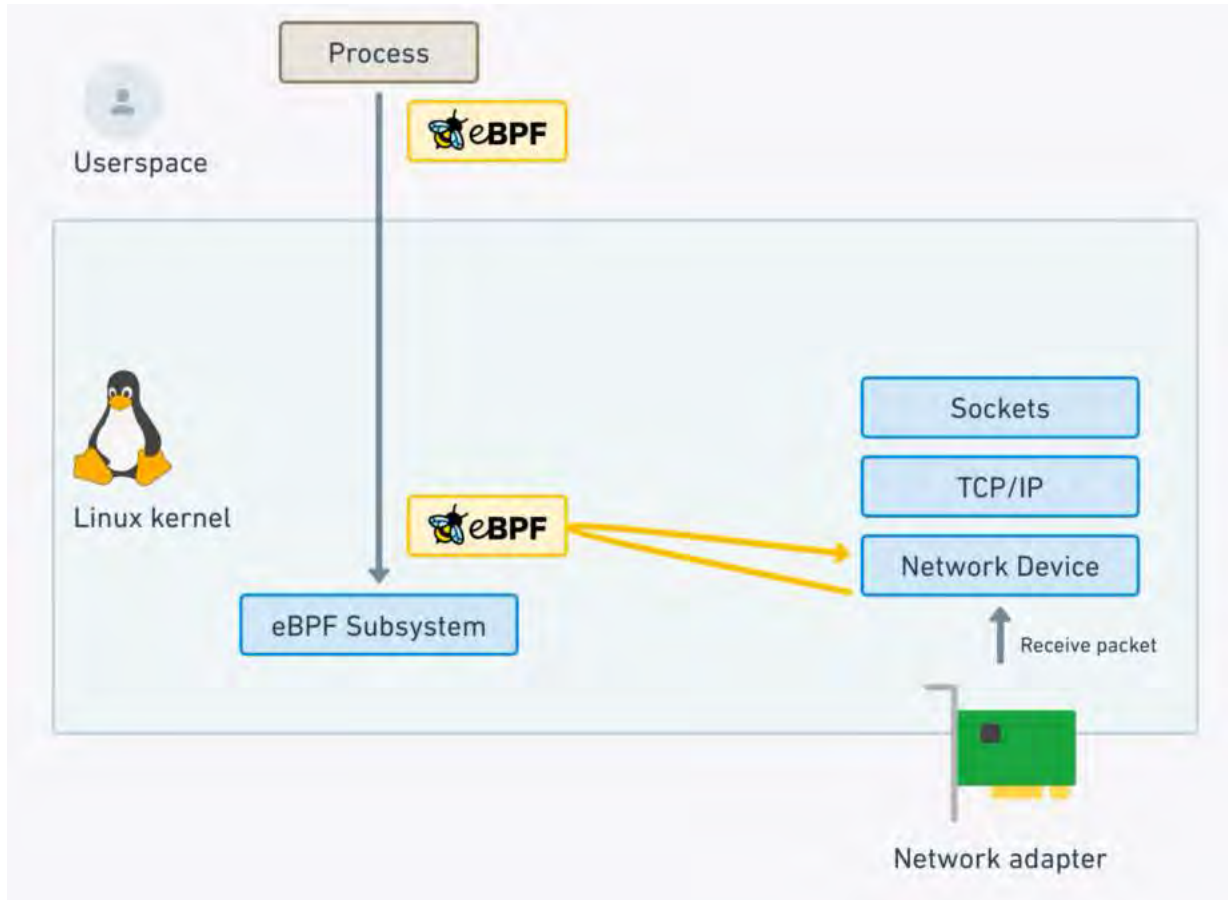 Process
eBPF
Userspace
Sockets
TCP/IP
Linux kernel
eBPF
Network Device
eBPF Subsystem
Receive packet
Network adapter